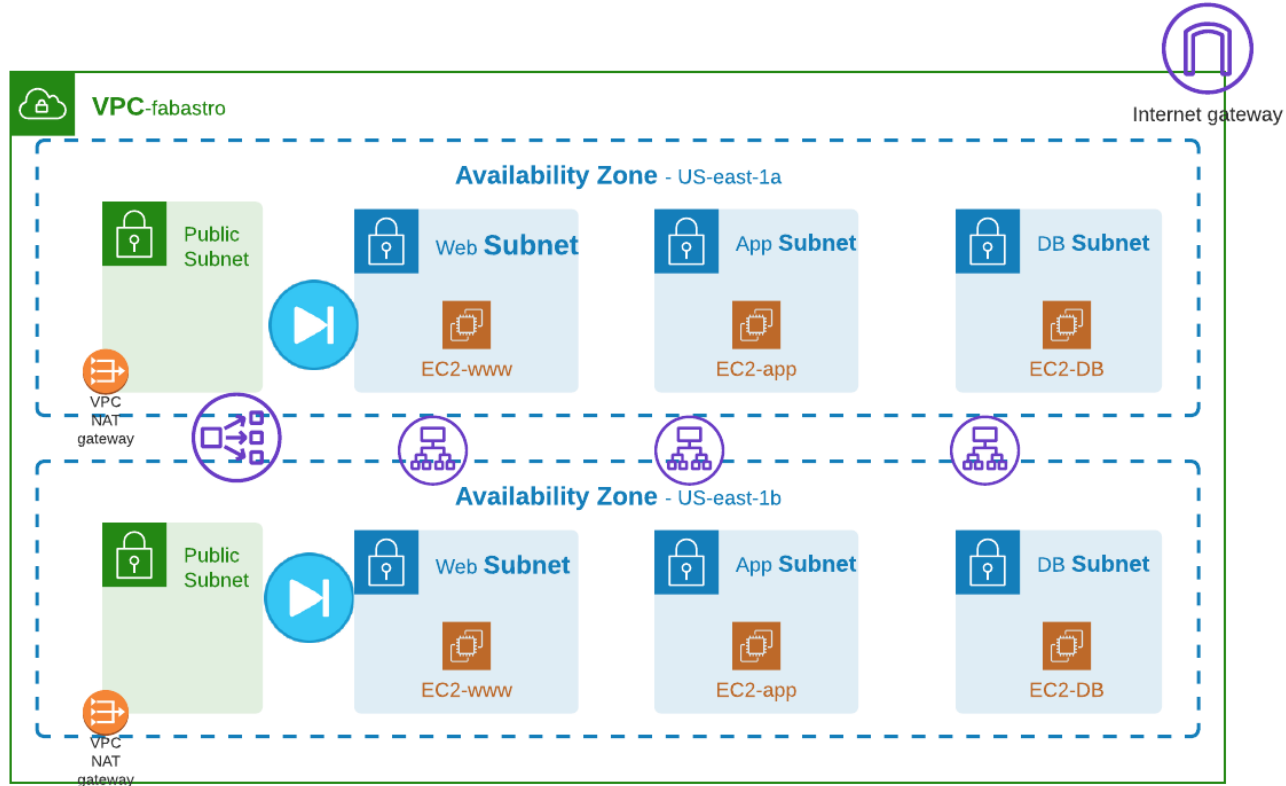 Internet gateway
VPC-fabastro
Availability Zone - US-east-1a
Public
Subnet
Web Subnet
App Subnet
DB Subnet
EC2-www
EC2-app
EC2-DB
VPC
NAT
gateway
Availability Zone - US-east-1b
Public
Subnet
Web Subnet
App Subnet
DB Subnet
EC2-www
EC2-app
EC2-DB
VPC
NAT
gateway